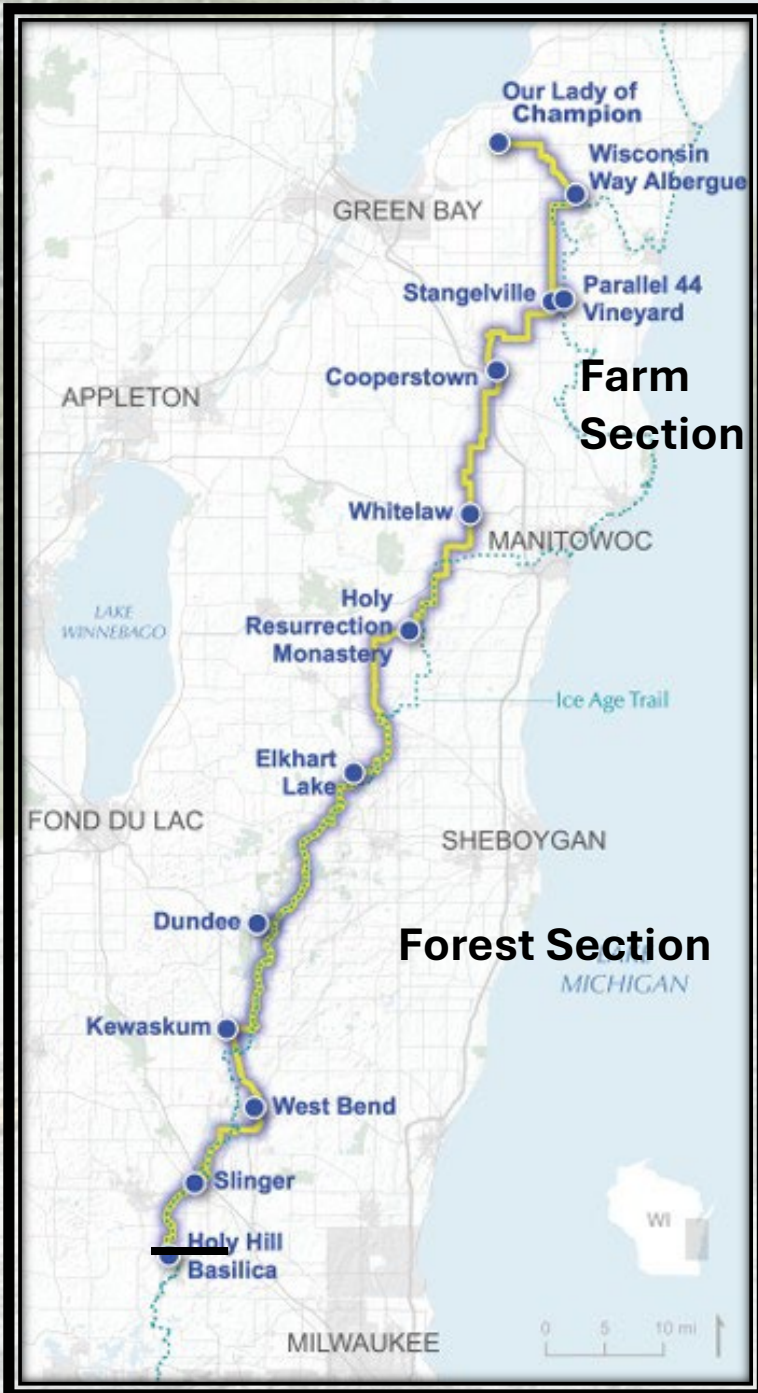 Our Lady of
Champion
Wisconsin
Way Albergue
GREEN BAY
Stangelville
Parallel 44
Vineyard
Cooperstown
Farm
Section
APPLETON
Whitelaw
MANITOWOC
Holy
Resurrection
Monastery
LAKE
WINNEBAGO
Ice Age Trail
Elkhart
Lake
FOND DU LAC
SHEBOYGAN
Dundee
Forest Section
MICHIGAN
Kewaskum
West Bend
Slinger
WI
Holy Hill
Basilica
0 5 10 mi
MILWAUKEE